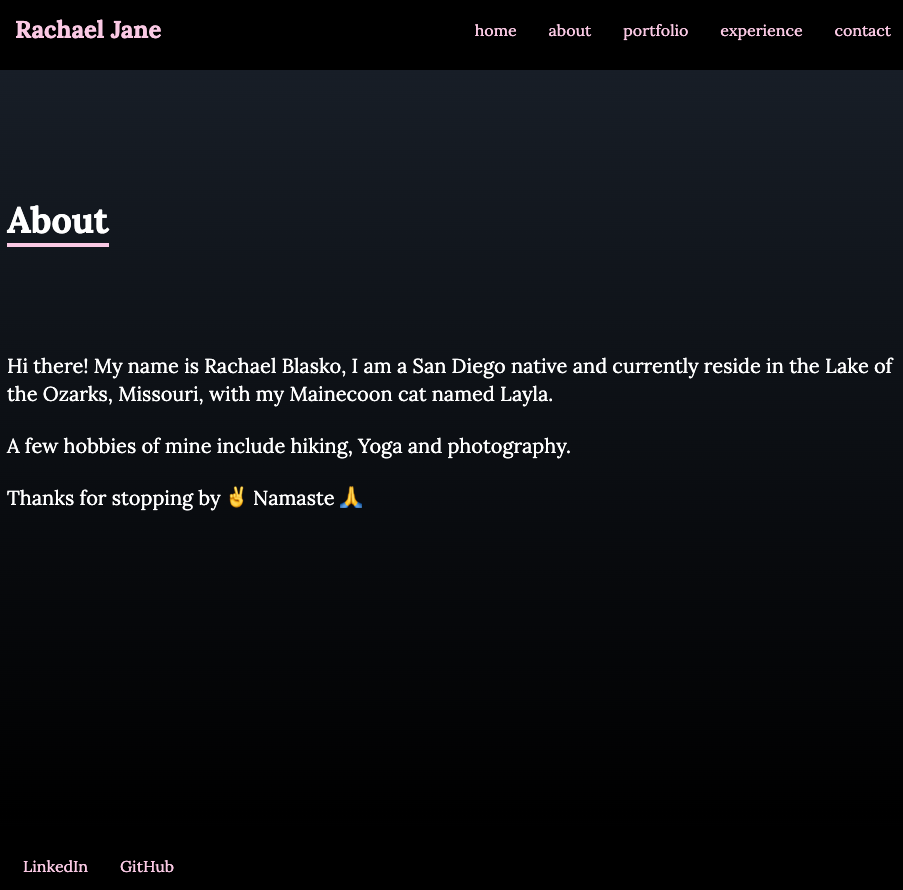 Rachael Jane
home about portfolio experience contact
About
Hi there! My name is Rachael Blasko, I am a San Diego native and currently reside in the Lake of
the Ozarks, Missouri, with my Mainecoon cat named Layla.
A few hobbies of mine include hiking, Yoga and photography.
Thanks for stopping by ✌️ Namaste 🙏
LinkedIn GitHub